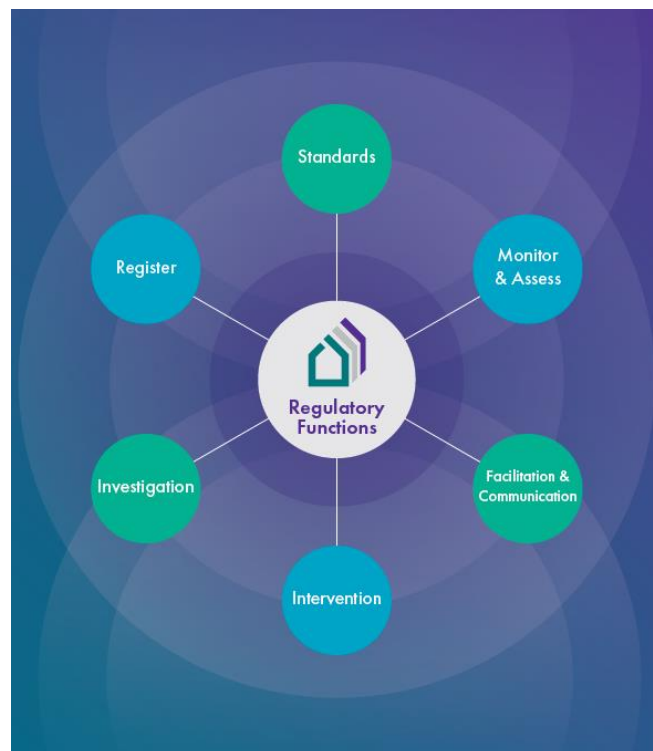 Standards
Register
Monitor
& Assess
Regulatory
Functions
Investigation
Facilitation &
Communication
Intervention